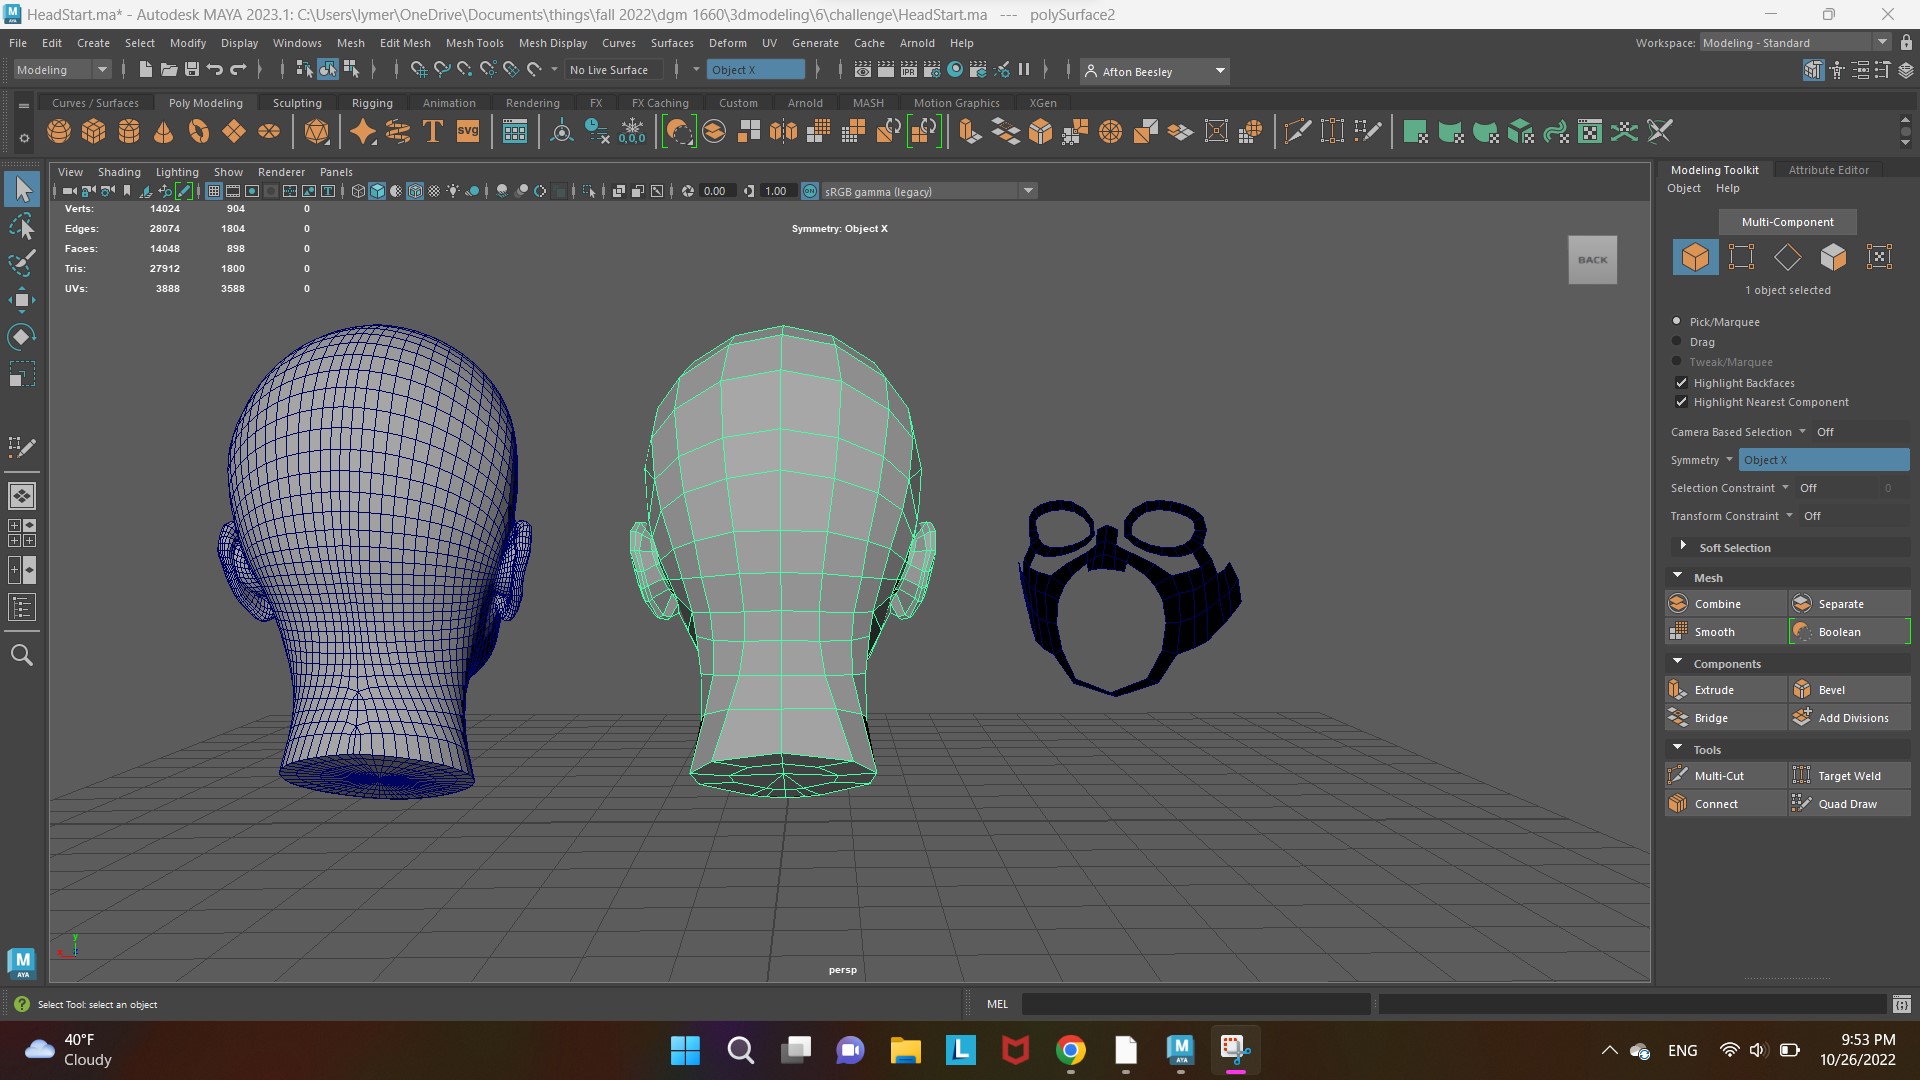 HeadStart.ma* - Autodesk MAYA 2023.1: C:\Users\lymer\OneDrive\Documents\things\fall 2022\dgm 1660\3dmodeling\6\challenge\HeadStart.ma --- polySurface2
File Edit Create Select Modify Display Windows Mesh Edit Mesh Mesh Tools Mesh Display Curves Surfaces Deform UV Generate Cache Arnold Help Workspace: Modeling - Standard
Modeling No Live Surface Object X IPR Afton Beesley
Curves / Surfaces Poly Modeling Sculpting Rigging Animation Rendering FX FX Caching Custom Arnold MASH Motion Graphics XGen
T SVG 0,0,0
View Shading Lighting Show Renderer Panels
0.00 1.00 ON sRGB gamma (legacy)
Verts: 14024 904 0
Edges: 28074 1804 0
Faces: 14048 898 0
Tris: 27912 1800 0
UVs: 3888 3588 0
Symmetry: Object X
BACK
y
x
persp
Modeling Toolkit Attribute Editor
Object Help
Multi-Component
1 object selected
Pick/Marquee
Drag
Tweak/Marquee
Highlight Backfaces
Highlight Nearest Component
Camera Based Selection Off
Symmetry Object X
Selection Constraint Off 0
Transform Constraint Off
Soft Selection
Mesh
Combine Separate
Smooth Boolean
Components
Extrude Bevel
Bridge Add Divisions
Tools
Multi-Cut Target Weld
Connect Quad Draw
M
AYA
Select Tool: select an object MEL
40°F
Cloudy
L
M
AYA
ENG
9:53 PM
10/26/2022